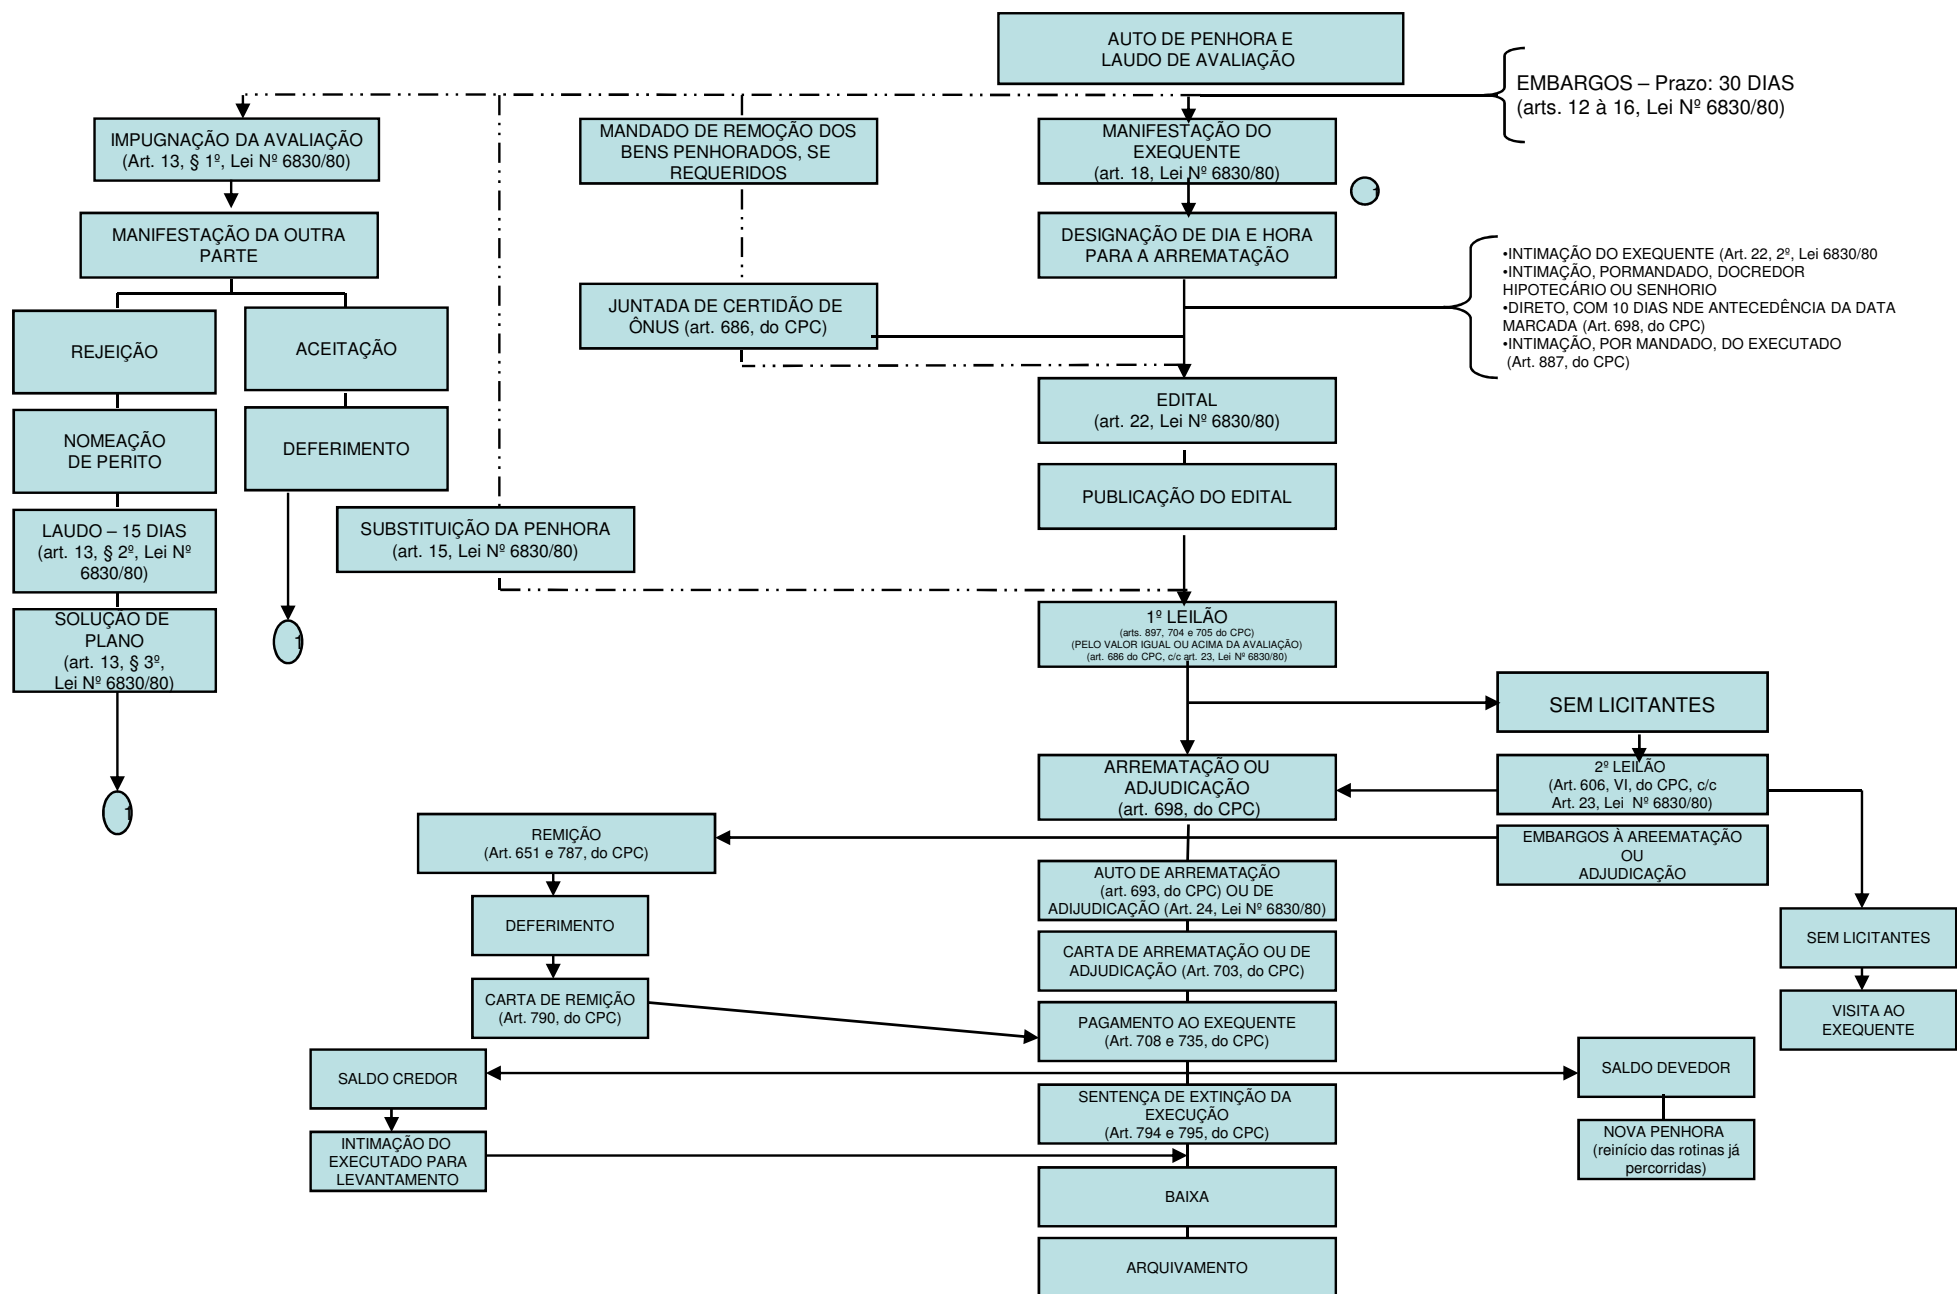 AUTO DE PENHORA E
LAUDO DE AVALIAÇÃO
EMBARGOS – Prazo: 30 DIAS
(arts. 12 à 16, Lei Nº 6830/80)
IMPUGNAÇÃO DA AVALIAÇÃO
(Art. 13, § 1º, Lei Nº 6830/80)
MANDADO DE REMOÇÃO DOS
BENS PENHORADOS, SE
REQUERIDOS
MANIFESTAÇÃO DO
EXEQUENTE
(art. 18, Lei Nº 6830/80)
1
MANIFESTAÇÃO DA OUTRA
PARTE
DESIGNAÇÃO DE DIA E HORA
PARA A ARREMATAÇÃO
•INTIMAÇÃO DO EXEQUENTE (Art. 22, 2º, Lei 6830/80
•INTIMAÇÃO, PORMANDADO, DOCREDOR
HIPOTECÁRIO OU SENHORIO
•DIRETO, COM 10 DIAS NDE ANTECEDÊNCIA DA DATA
MARCADA (Art. 698, do CPC)
•INTIMAÇÃO, POR MANDADO, DO EXECUTADO
(Art. 887, do CPC)
JUNTADA DE CERTIDÃO DE
ÔNUS (art. 686, do CPC)
REJEIÇÃO
ACEITAÇÃO
EDITAL
(art. 22, Lei Nº 6830/80)
NOMEAÇÃO
DE PERITO
DEFERIMENTO
PUBLICAÇÃO DO EDITAL
LAUDO – 15 DIAS
(art. 13, § 2º, Lei Nº
6830/80)
SUBSTITUIÇÃO DA PENHORA
(art. 15, Lei Nº 6830/80)
SOLUÇÃO DE
PLANO
(art. 13, § 3º,
Lei Nº 6830/80)
1
1º LEILÃO
(arts. 897, 704 e 705 do CPC)
(PELO VALOR IGUAL OU ACIMA DA AVALIAÇÃO)
(art. 686 do CPC, c/c art. 23, Lei Nº 6830/80)
SEM LICITANTES
1
ARREMATAÇÃO OU
ADJUDICAÇÃO
(art. 698, do CPC)
2º LEILÃO
(Art. 606, VI, do CPC, c/c
Art. 23, Lei Nº 6830/80)
REMIÇÃO
(Art. 651 e 787, do CPC)
EMBARGOS À AREEMATAÇÃO
OU
ADJUDICAÇÃO
AUTO DE ARREMATAÇÃO
(art. 693, do CPC) OU DE
ADIJUDICAÇÃO (Art. 24, Lei Nº 6830/80)
DEFERIMENTO
SEM LICITANTES
CARTA DE ARREMATAÇÃO OU DE
ADJUDICAÇÃO (Art. 703, do CPC)
CARTA DE REMIÇÃO
(Art. 790, do CPC)
PAGAMENTO AO EXEQUENTE
(Art. 708 e 735, do CPC)
VISITA AO
EXEQUENTE
SALDO CREDOR
SALDO DEVEDOR
SENTENÇA DE EXTINÇÃO DA
EXECUÇÃO
(Art. 794 e 795, do CPC)
INTIMAÇÃO DO
EXECUTADO PARA
LEVANTAMENTO
NOVA PENHORA
(reinício das rotinas já
percorridas)
BAIXA
ARQUIVAMENTO